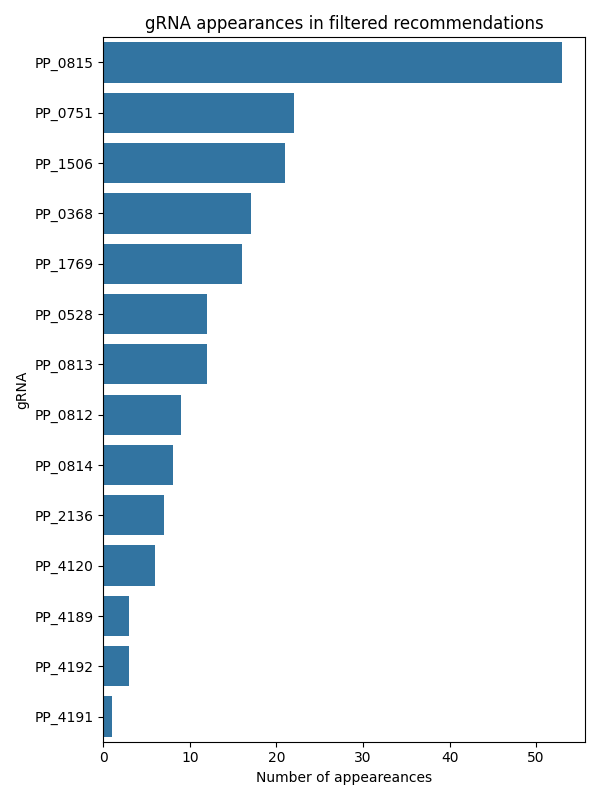 gRNA appearances in filtered recommendations
PP_0815
PP_0751
PP_1506
PP_0368
PP_1769
PP_0528
PP_0813
PP_0812
PP_0814
PP_2136
PP_4120
PP_4189
PP_4192
PP_4191
gRNA
0 10 20 30 40 50
Number of appeareances